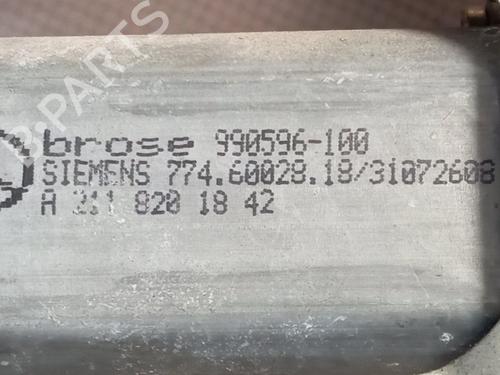 brose 990596-100
SIEMENS 774.60028.18/31072608
A 211 820 18 42
B-PARTS